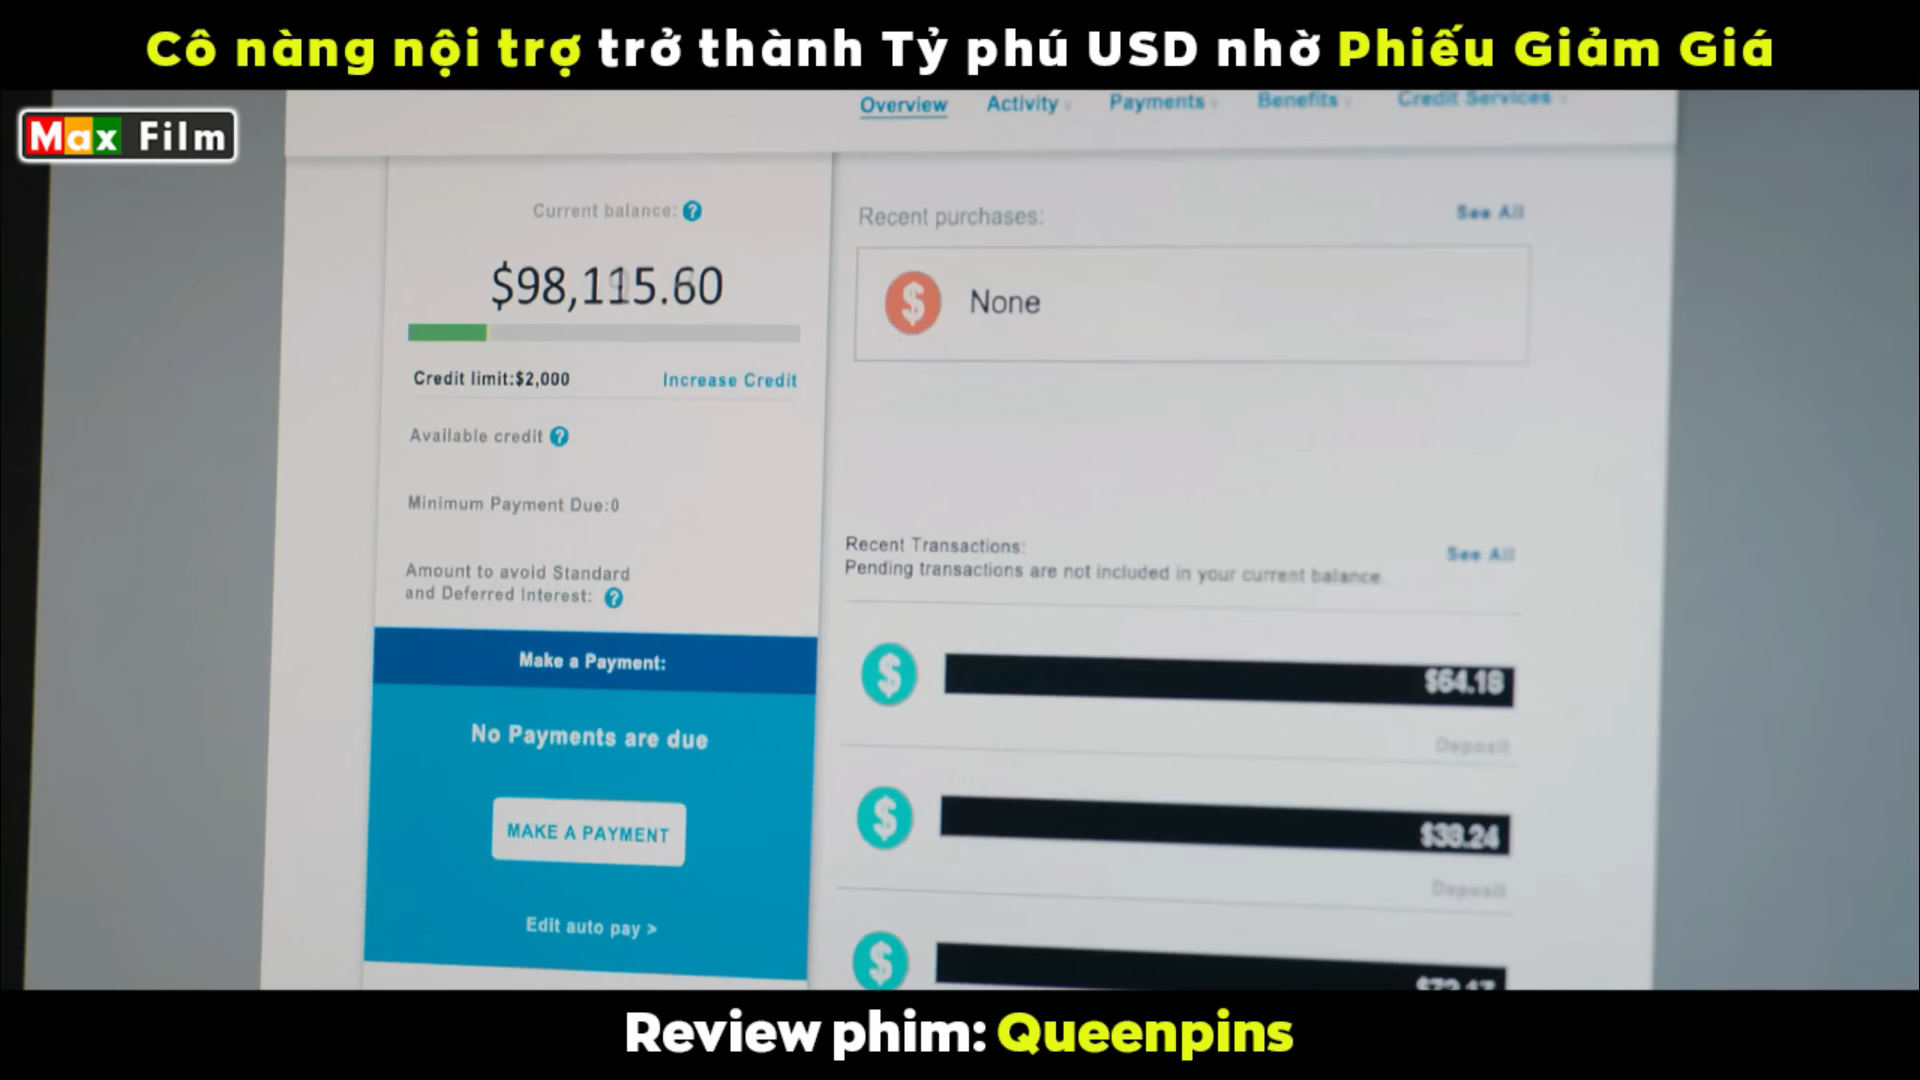 Cô nàng nội trợ trở thành Tỷ phú USD nhờ Phiếu Giảm Giá
Max Film
Overview Activity Payments Benefits Credit Services
Current balance: ?
$98,115.60
Credit limit:$2,000 Increase Credit
Available credit ?
Minimum Payment Due:0
Amount to avoid Standard
and Deferred Interest: ?
Make a Payment:
No Payments are due
MAKE A PAYMENT
Edit auto pay >
Recent purchases: See All
$ None
Recent Transactions: See All
Pending transactions are not included in your current balance.
$ $64.18
Deposit
$ $38.24
Deposit
$
Review phim: Queenpins